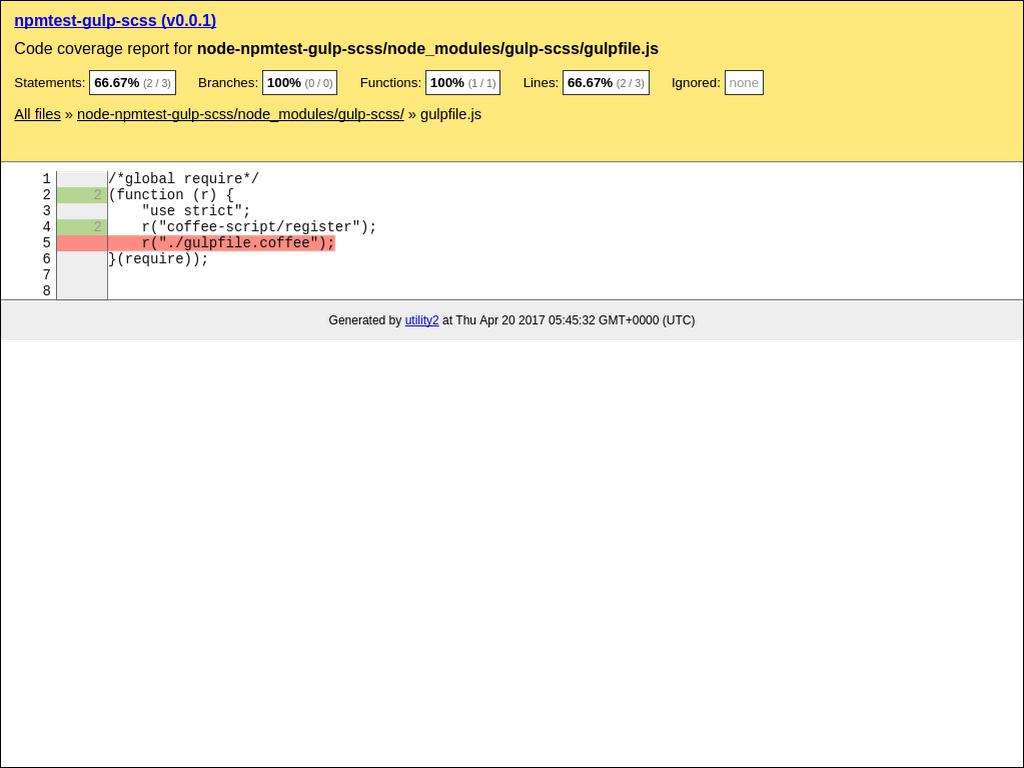 npmtest-gulp-scss (v0.0.1)
Code coverage report for node-npmtest-gulp-scss/node_modules/gulp-scss/gulpfile.js
Statements: 66.67% (2 / 3) Branches: 100% (0 / 0) Functions: 100% (1 / 1) Lines: 66.67% (2 / 3) Ignored: none
All files » node-npmtest-gulp-scss/node_modules/gulp-scss/ » gulpfile.js
1 /*global require*/
2 2 (function (r) {
3 "use strict";
4 2 r("coffee-script/register");
5 r("./gulpfile.coffee");
6 }(require));
7
8
Generated by utility2 at Thu Apr 20 2017 05:45:32 GMT+0000 (UTC)